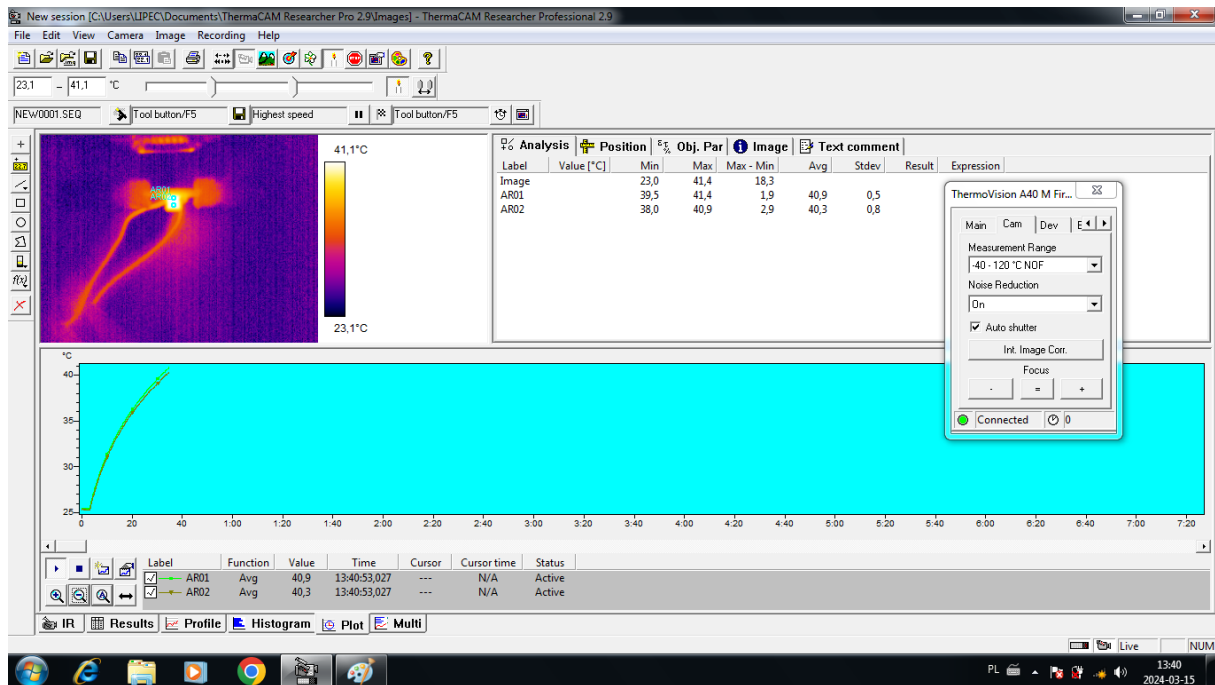 New session [C:\Users\LIPEC\Documents\ThermaCAM Researcher Pro 2.9\Images] - ThermaCAM Researcher Professional 2.9
File Edit View Camera Image Recording Help
23,1 - 41,1 °C
NEW0001.SEQ Tool button/F5 Highest speed Tool button/F5
41,1°C
AR01
23,1°C
Analysis Position Obj. Par Image Text comment
Label Value [°C] Min Max Max - Min Avg Stdev Result Expression
Image 23,0 41,4 18,3
AR01 39,5 41,4 1,9 40,9 0,5
AR02 38,0 40,9 2,9 40,3 0,8
ThermoVision A40 M Fir...
Main Cam Dev E
Measurement Range
-40 - 120 °C NOF
Noise Reduction
On
Auto shutter
Int. Image Corr.
Focus
- = +
Connected 0
°C
40
35
30
25
0 20 40 1:00 1:20 1:40 2:00 2:20 2:40 3:00 3:20 3:40 4:00 4:20 4:40 5:00 5:20 5:40 6:00 6:20 6:40 7:00 7:20
Label Function Value Time Cursor Cursor time Status
AR01 Avg 40,9 13:40:53,027 --- N/A Active
AR02 Avg 40,3 13:40:53,027 --- N/A Active
IR Results Profile Histogram Plot Multi
Live NUM
PL 13:40
2024-03-15